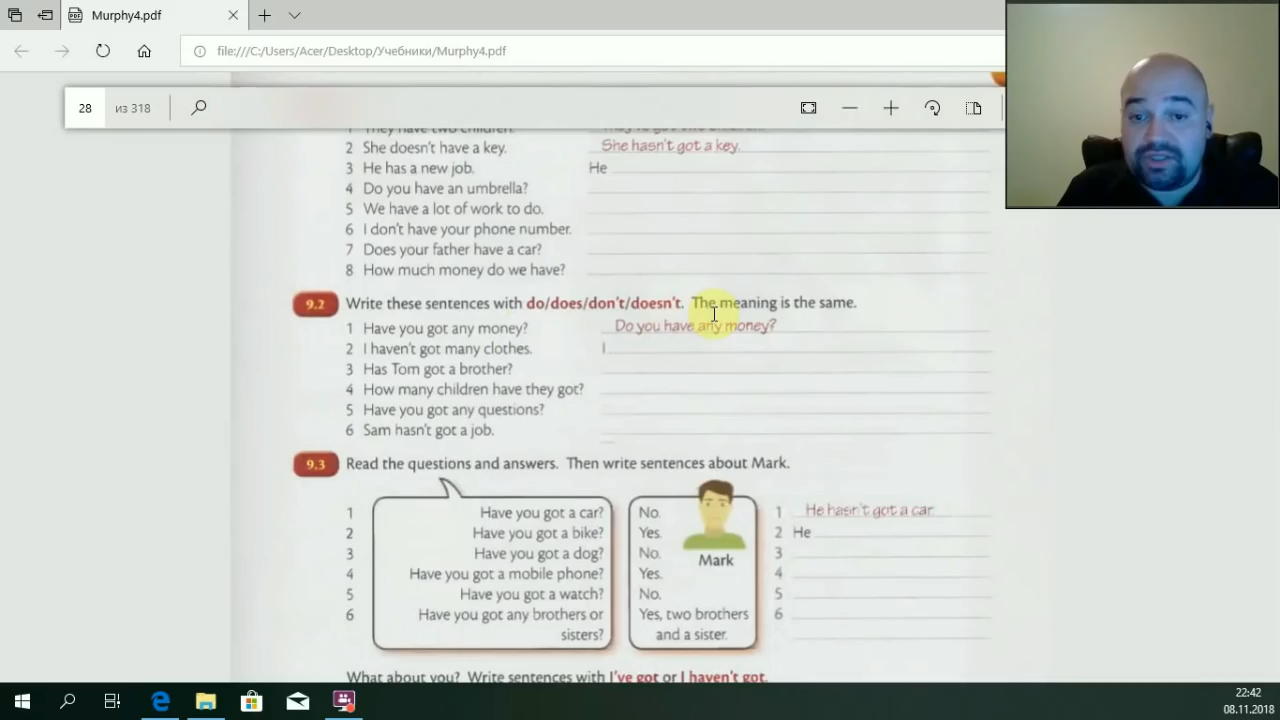 Murphy4.pdf
file:///C:/Users/Acer/Desktop/Учебники/Murphy4.pdf
28 из 318
1 They have two children. They've got two children.
2 She doesn't have a key. She hasn't got a key.
3 He has a new job. He
4 Do you have an umbrella?
5 We have a lot of work to do.
6 I don't have your phone number.
7 Does your father have a car?
8 How much money do we have?
9.2 Write these sentences with do/does/don't/doesn't. The meaning is the same.
1 Have you got any money? Do you have any money?
2 I haven't got many clothes. I
3 Has Tom got a brother?
4 How many children have they got?
5 Have you got any questions?
6 Sam hasn't got a job.
9.3 Read the questions and answers. Then write sentences about Mark.
1 Have you got a car? No. 1 He hasn't got a car
2 Have you got a bike? Yes. 2 He
3 Have you got a dog? No. 3
Mark
4 Have you got a mobile phone? Yes. 4
5 Have you got a watch? No. 5
6 Have you got any brothers or Yes, two brothers 6
sisters? and a sister.
What about you? Write sentences with I've got or I haven't got.
22:42
08.11.2018